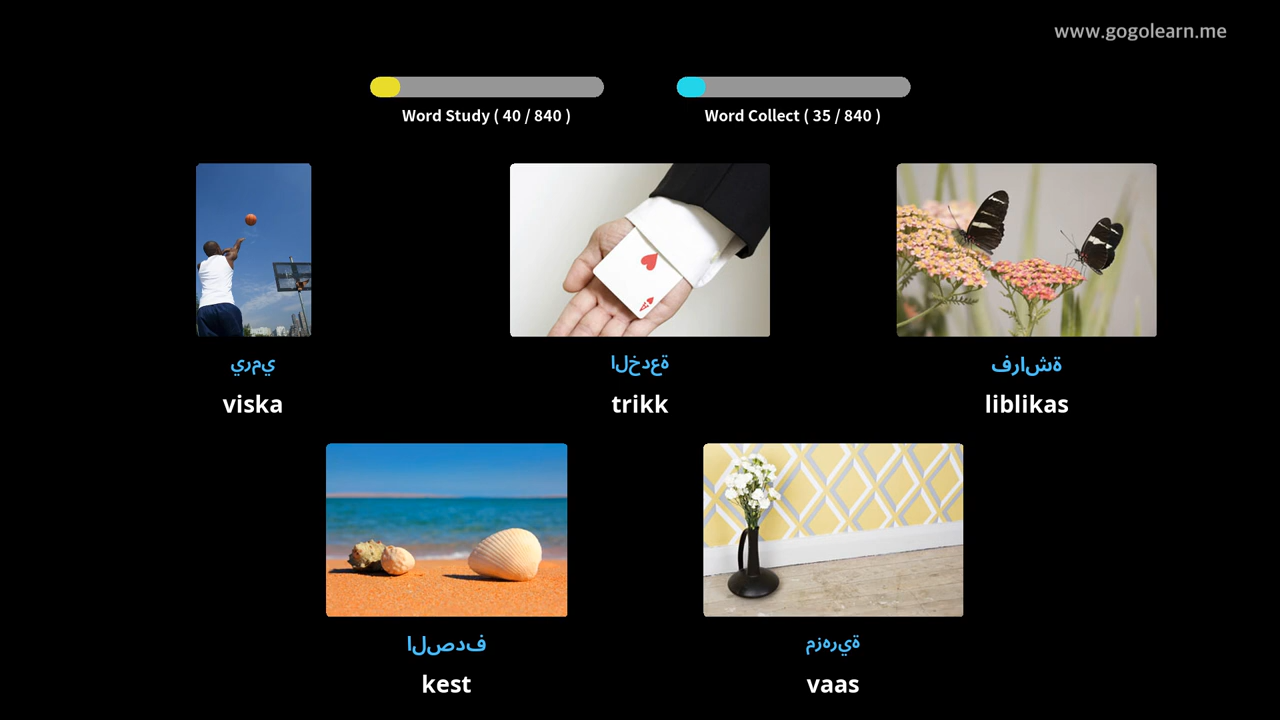 www.gogolearn.me
Word Study ( 40 / 840 )
Word Collect ( 35 / 840 )
يرمي
الخدعة
فراشة
viska
trikk
liblikas
الصدف
مزهرية
kest
vaas